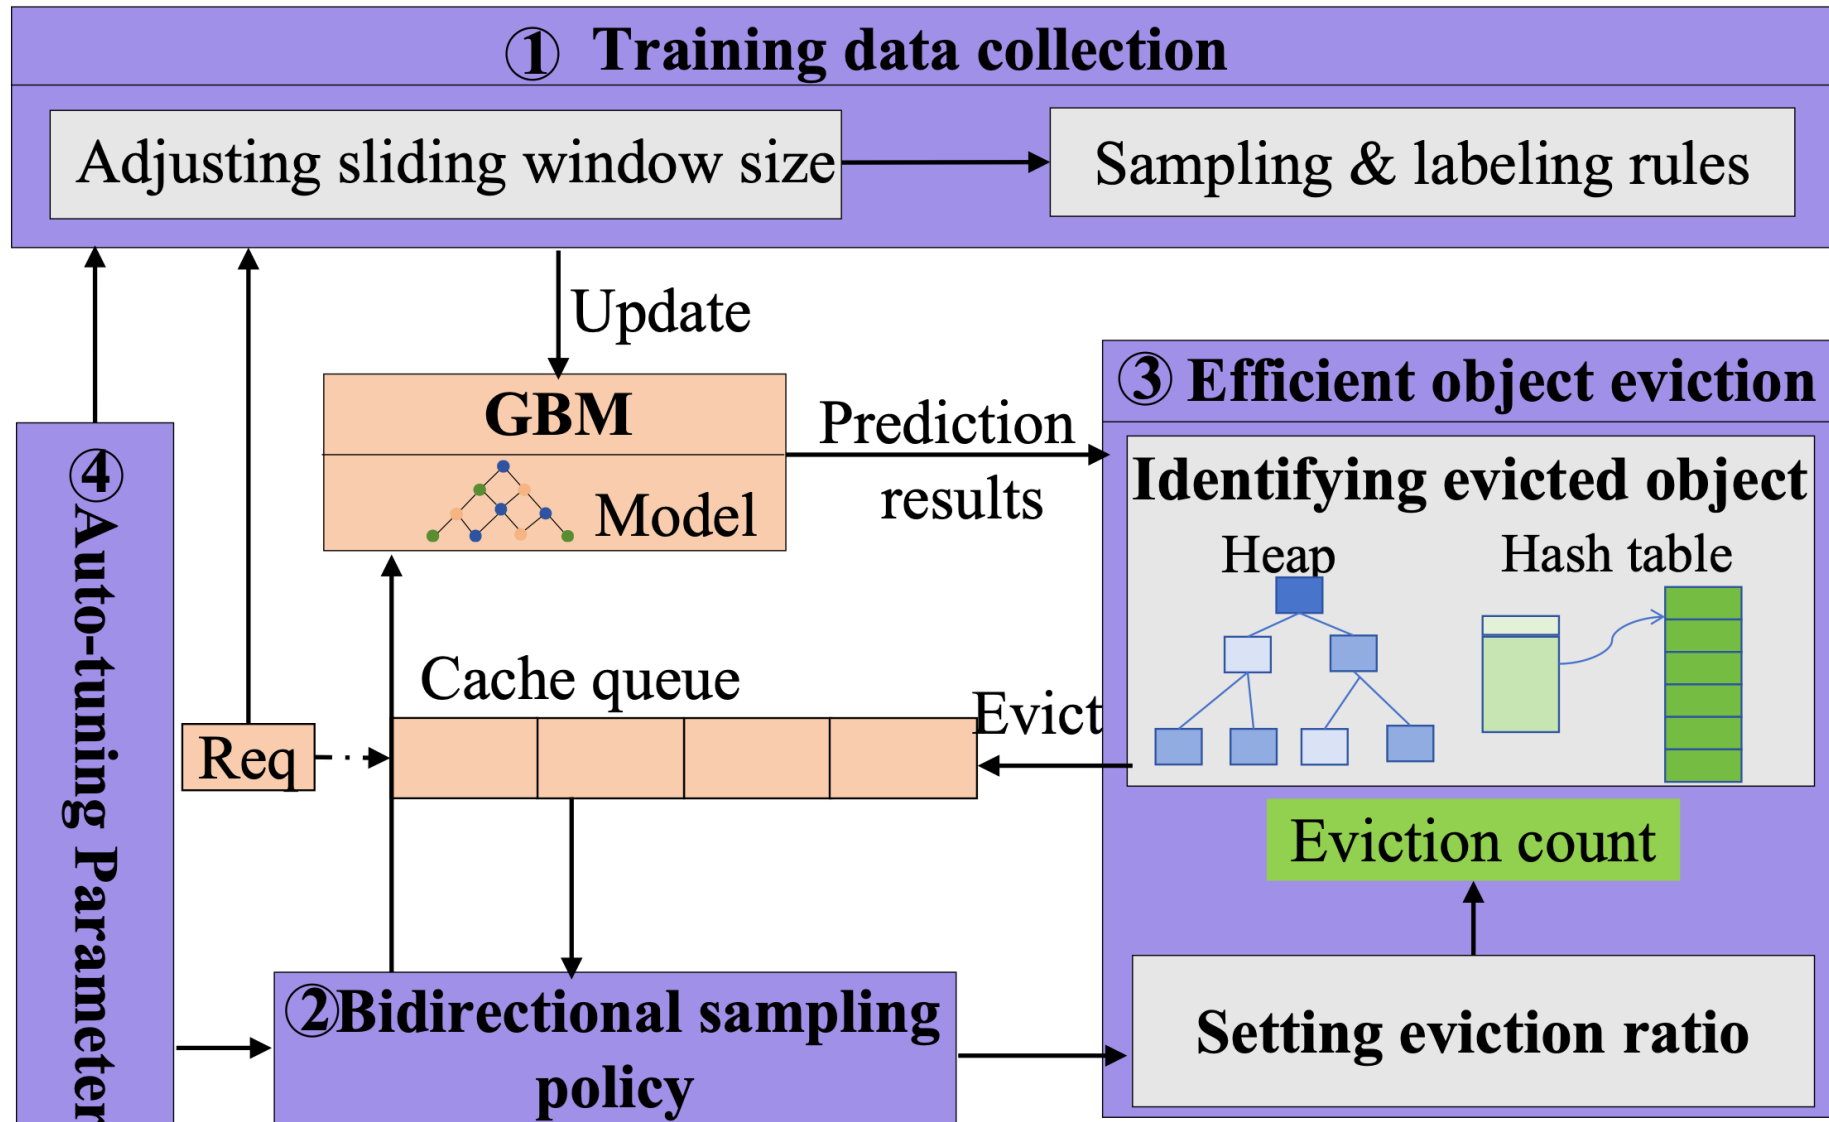 ① Training data collection
Adjusting sliding window size
Sampling & labeling rules
Update
GBM
Model
Prediction
results
③ Efficient object eviction
Identifying evicted object
Heap
Hash table
④Auto-tuning Parameter
Cache queue
Req
Evict
Eviction count
②Bidirectional sampling
policy
Setting eviction ratio